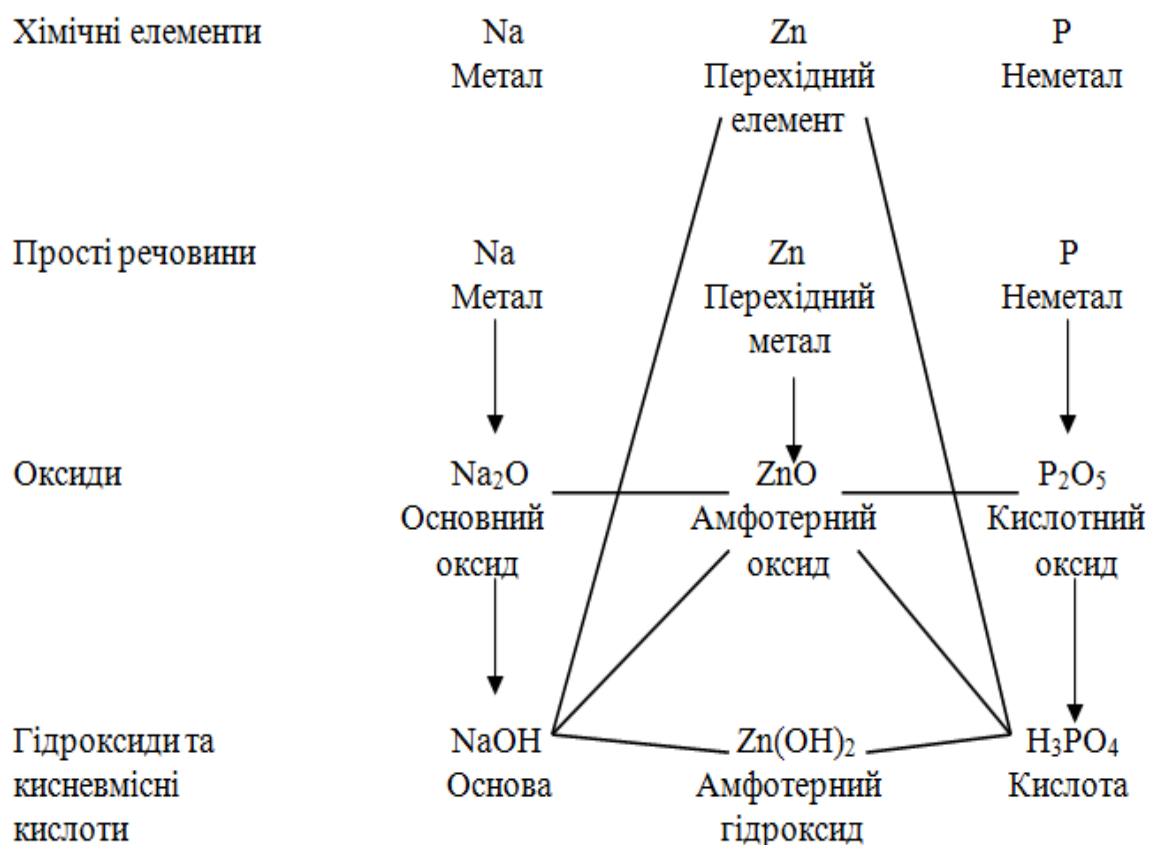 Хімічні елементи Na Zn P
Метал Перехідний Неметал
елемент
Прості речовини Na Zn P
Метал Перехідний Неметал
метал
Оксиди Na₂O ZnO P₂O₅
Основний Амфотерний Кислотний
оксид оксид оксид
Гідроксиди та NaOH Zn(OH)₂ H₃PO₄
кисневмісні Основа Амфотерний Кислота
кислоти гідроксид